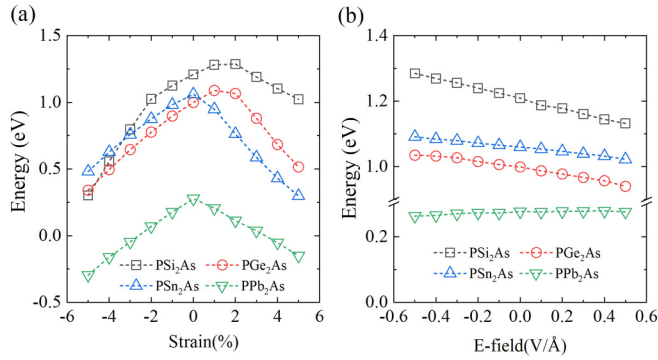 (a)
Energy (eV)
1.5
1.0
0.5
0.0
-0.5
PSi₂As PGe₂As
PSn₂As PPb₂As
-6 -4 -2 0 2 4 6
Strain(%)
(b)
Energy (eV)
1.4
1.2
1.0
0.2
0.0
PSi₂As PGe₂As
PSn₂As PPb₂As
-0.6 -0.4 -0.2 0.0 0.2 0.4 0.6
E-field(V/Å)